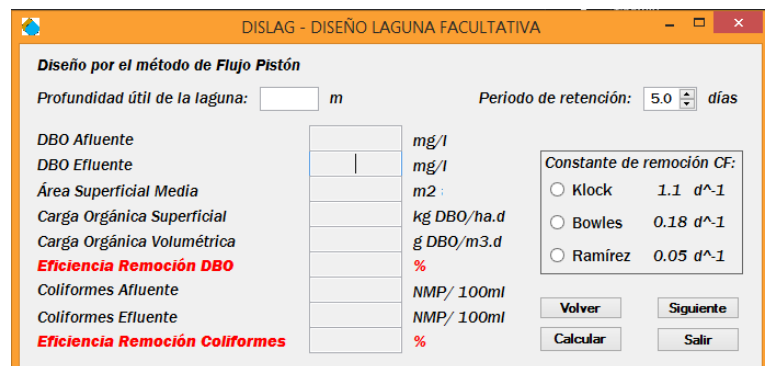 DISLAG - DISEÑO LAGUNA FACULTATIVA
Diseño por el método de Flujo Pistón
Profundidad útil de la laguna: m Periodo de retención: 5.0 días
DBO Afluente mg/l
DBO Efluente mg/l
Área Superficial Media m2
Carga Orgánica Superficial kg DBO/ha.d
Carga Orgánica Volumétrica g DBO/m3.d
Eficiencia Remoción DBO %
Coliformes Afluente NMP/ 100ml
Coliformes Efluente NMP/ 100ml
Eficiencia Remoción Coliformes %
Constante de remoción CF:
Klock 1.1 d^-1
Bowles 0.18 d^-1
Ramírez 0.05 d^-1
Volver Siguiente
Calcular Salir